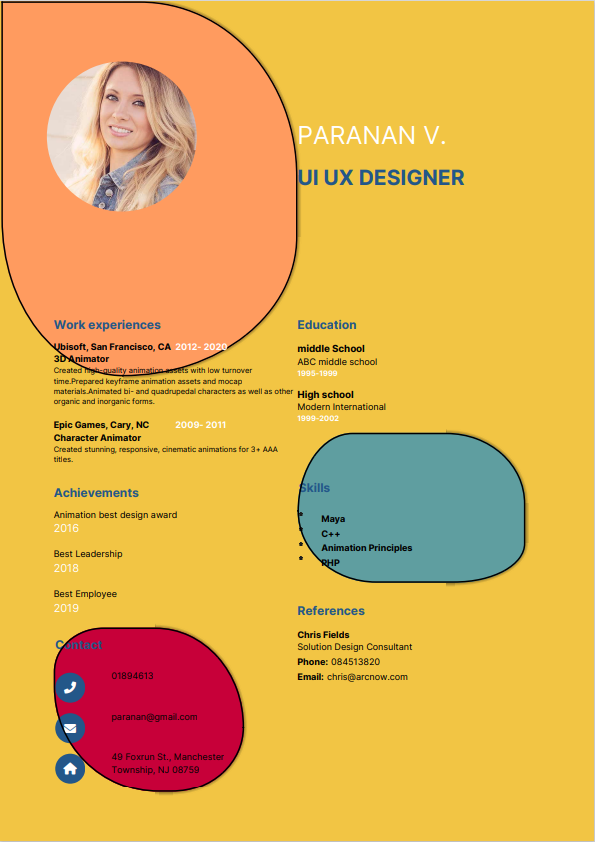 PARANAN V.
UI UX DESIGNER
Work experiences
Ubisoft, San Francisco, CA 2012- 2020
3D Animator
Created high-quality animation assets with low turnover
time.Prepared keyframe animation assets and mocap
materials.Animated bi- and quadrupedal characters as well as other
organic and inorganic forms.
Epic Games, Cary, NC 2009- 2011
Character Animator
Created stunning, responsive, cinematic animations for 3+ AAA
titles.
Achievements
Animation best design award
2016
Best Leadership
2018
Best Employee
2019
Contact
01894613
paranan@gmail.com
49 Foxrun St., Manchester
Township, NJ 08759
Education
middle School
ABC middle school
1995-1999
High school
Modern International
1999-2002
Skills
• Maya
• C++
• Animation Principles
• PHP
References
Chris Fields
Solution Design Consultant
Phone: 084513820
Email: chris@arcnow.com